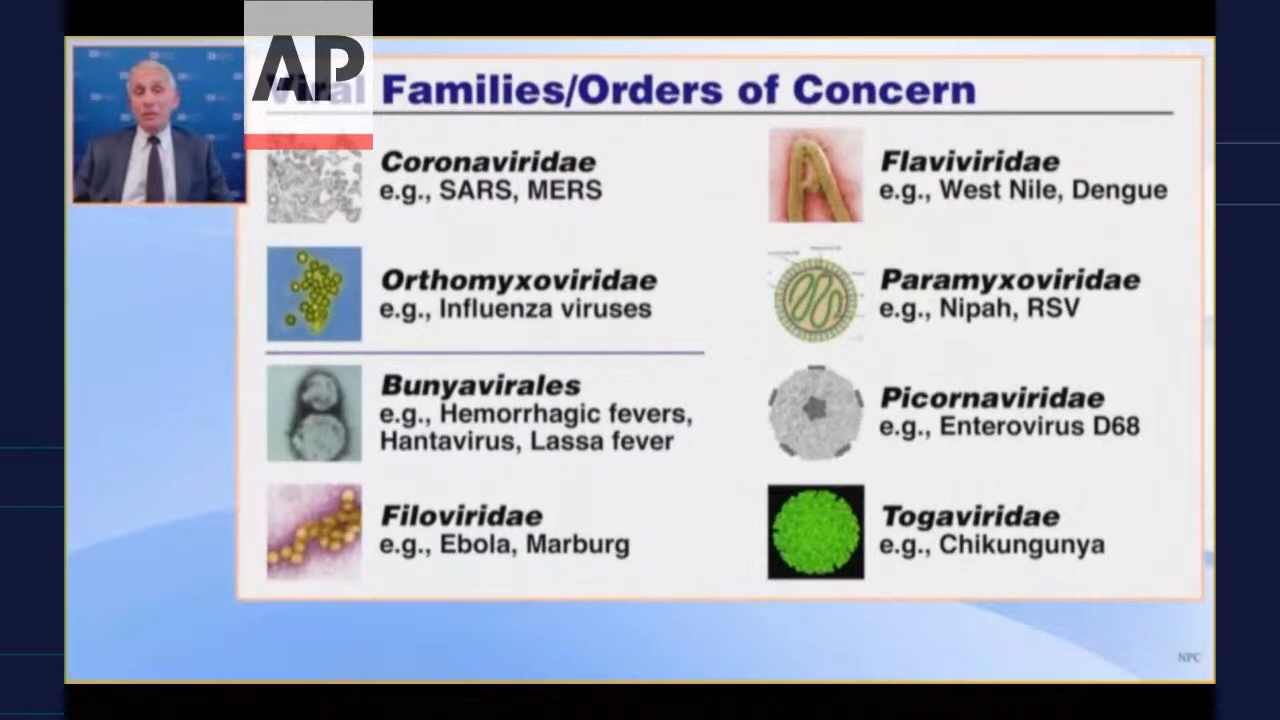 AP
Viral Families/Orders of Concern
Coronaviridae
e.g., SARS, MERS
Orthomyxoviridae
e.g., Influenza viruses
Bunyavirales
e.g., Hemorrhagic fevers,
Hantavirus, Lassa fever
Filoviridae
e.g., Ebola, Marburg
Flaviviridae
e.g., West Nile, Dengue
Paramyxoviridae
e.g., Nipah, RSV
Picornaviridae
e.g., Enterovirus D68
Togaviridae
e.g., Chikungunya
NPC